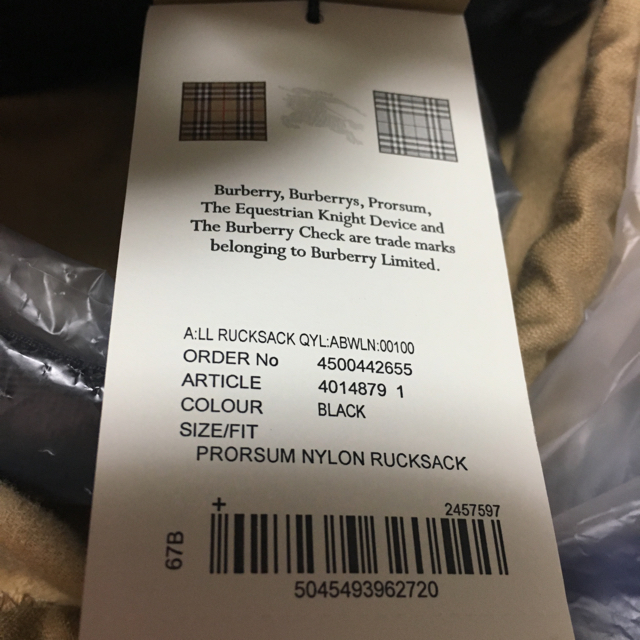 Burberry, Burberrys, Prorsum,
The Equestrian Knight Device and
The Burberry Check are trade marks
belonging to Burberry Limited.
A:LL RUCKSACK QYL:ABWLN:00100
ORDER No 4500442655
ARTICLE 4014879 1
COLOUR BLACK
SIZE/FIT
PRORSUM NYLON RUCKSACK
+ 2457597
67B
5045493962720